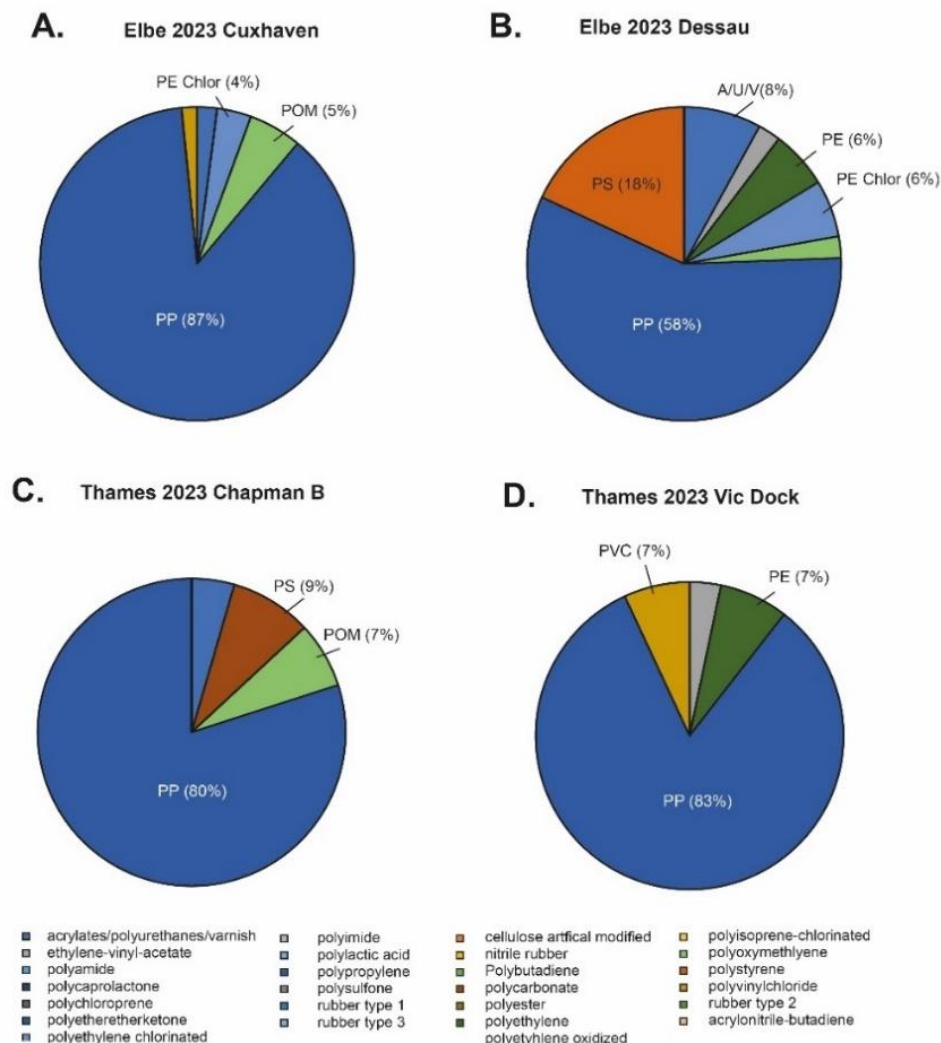 A. Elbe 2023 Cuxhaven
PE Chlor (4%)
POM (5%)
PP (87%)
B. Elbe 2023 Dessau
A/U/V(8%)
PE (6%)
PE Chlor (6%)
PS (18%)
PP (58%)
C. Thames 2023 Chapman B
PS (9%)
POM (7%)
PP (80%)
D. Thames 2023 Vic Dock
PVC (7%)
PE (7%)
PP (83%)
acrylates/polyurethanes/varnish
ethylene-vinyl-acetate
polyamide
polycaprolactone
polychloroprene
polyetheretherketone
polyethylene chlorinated
polyimide
polylactic acid
polypropylene
polysulfone
rubber type 1
rubber type 3
cellulose artfical modified
nitrile rubber
Polybutadiene
polycarbonate
polyester
polyethylene
polyetyhlene oxidized
polyisoprene-chlorinated
polyoxymethlyene
polystyrene
polyvinylchloride
rubber type 2
acrylonitrile-butadiene